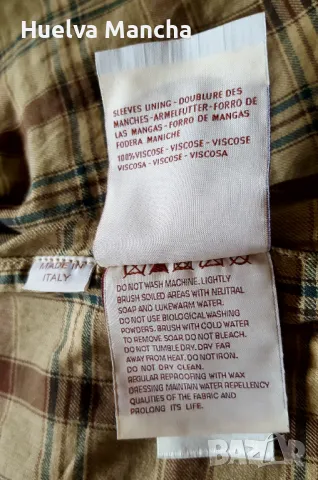 Huelva Mancha
SLEEVES LINING - DOUBLURE DES
MANCHES - ARMELFUTTER - FORRO DE
LAS MANGAS - FORRO DE MANGAS
FODERA MANICHE
100% VISCOSE - VISCOSE - VISCOSE
VISCOSA - VISCOSE - VISCOSA
MADE IN
ITALY
DO NOT WASH MACHINE. LIGHTLY
BRUSH SOILED AREAS WITH NEUTRAL
SOAP AND LUKEWARM WATER.
DO NOT USE BIOLOGICAL WASHING
POWDERS. BRUSH WITH COLD WATER
TO REMOVE SOAP. DO NOT BLEACH.
DO NOT TUMBLE DRY. DRY FAR
AWAY FROM HEAT. DO NOT IRON.
DO NOT DRY CLEAN.
REGULAR REPROOFING WITH WAX
DRESSING MAINTAIN WATER REPELLENCY
QUALITIES OF THE FABRIC AND
PROLONG ITS LIFE.
BAZAR